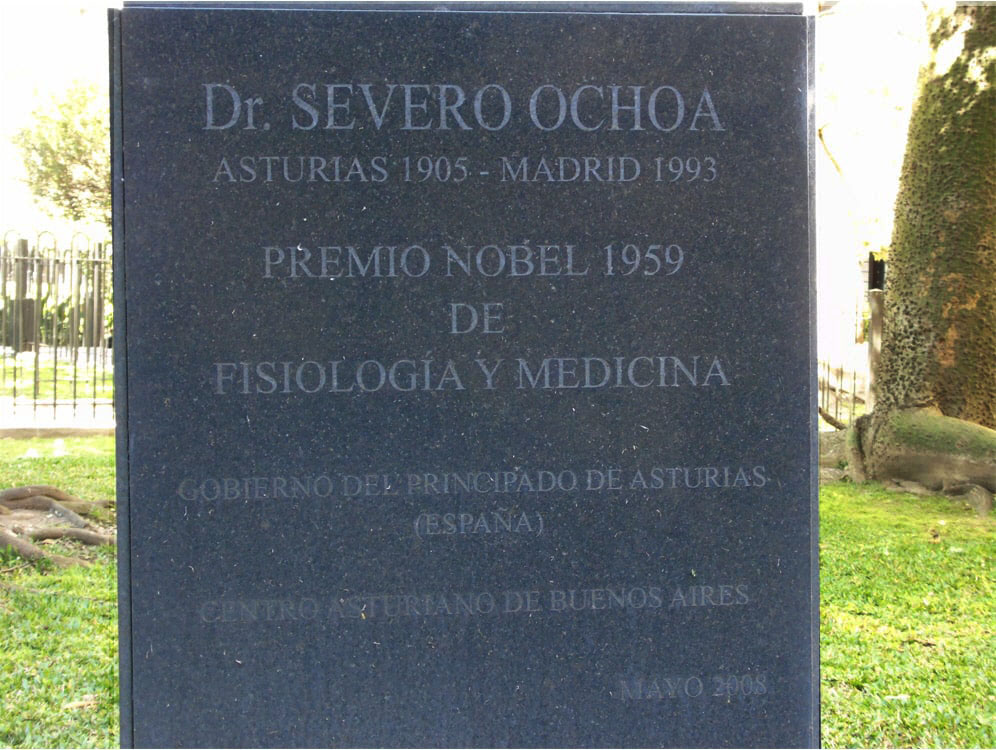 Dr. SEVERO OCHOA
ASTURIAS 1905 - MADRID 1993
PREMIO NOBEL 1959
DE
FISIOLOGÍA Y MEDICINA
GOBIERNO DEL PRINCIPADO DE ASTURIAS
(ESPAÑA)
CENTRO ASTURIANO DE BUENOS AIRES
MAYO 2008